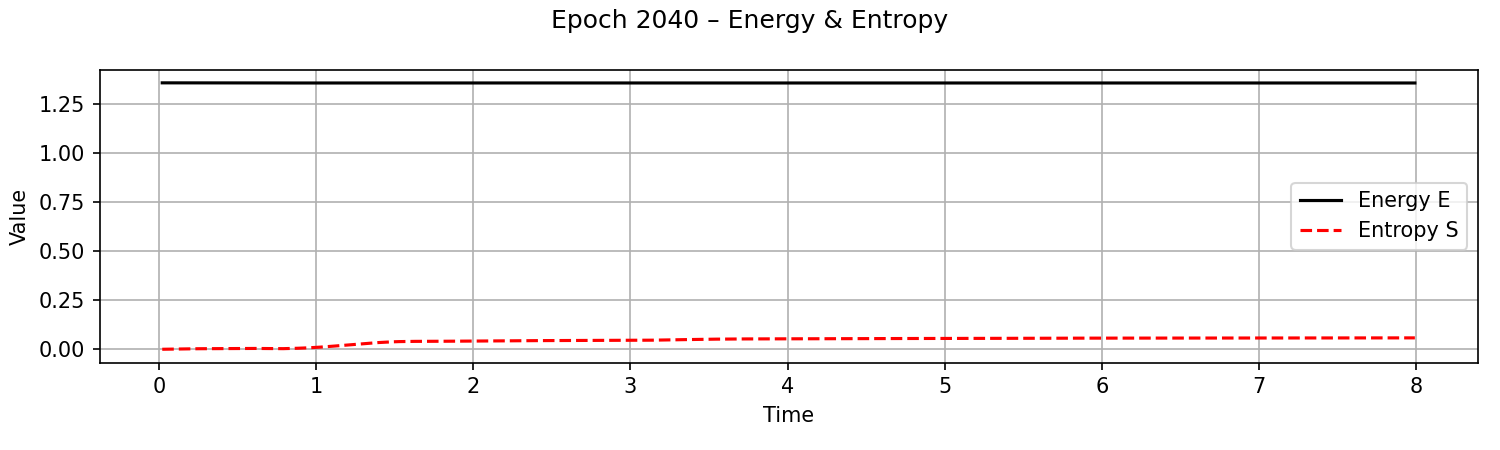 Epoch 2040 – Energy & Entropy
Value
1.25
1.00
0.75
0.50
0.25
0.00
Energy E
Entropy S
0 1 2 3 4 5 6 7 8
Time